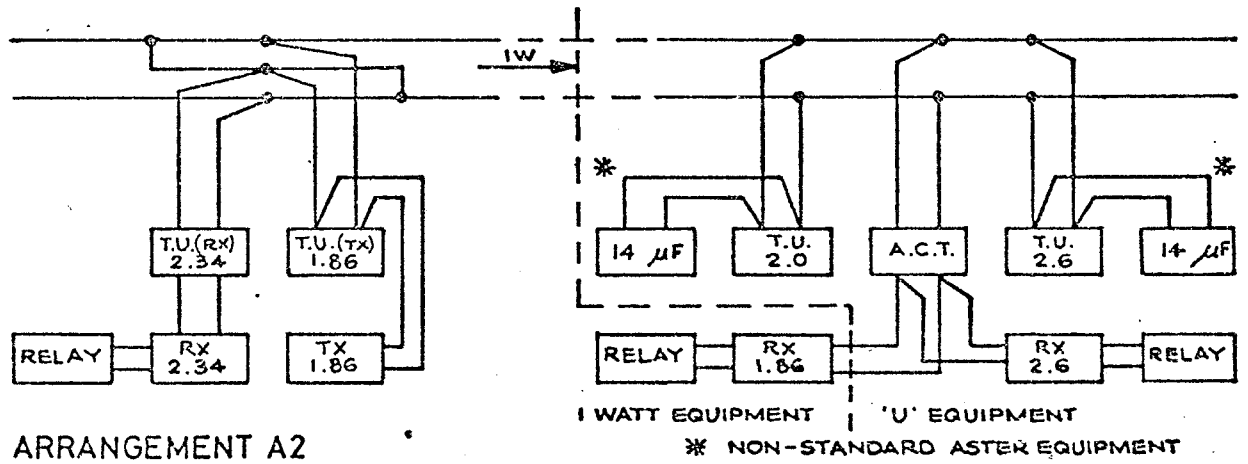 1W
*
*
T.U.(RX)
2.34
T.U.(TX)
1.86
14 μF
T.U.
2.0
A.C.T.
T.U.
2.6
14 μF
RELAY
RX
2.34
TX
1.86
RELAY
RX
1.86
RX
2.6
RELAY
1 WATT EQUIPMENT
'U' EQUIPMENT
ARRANGEMENT A2
* NON-STANDARD ASTER EQUIPMENT